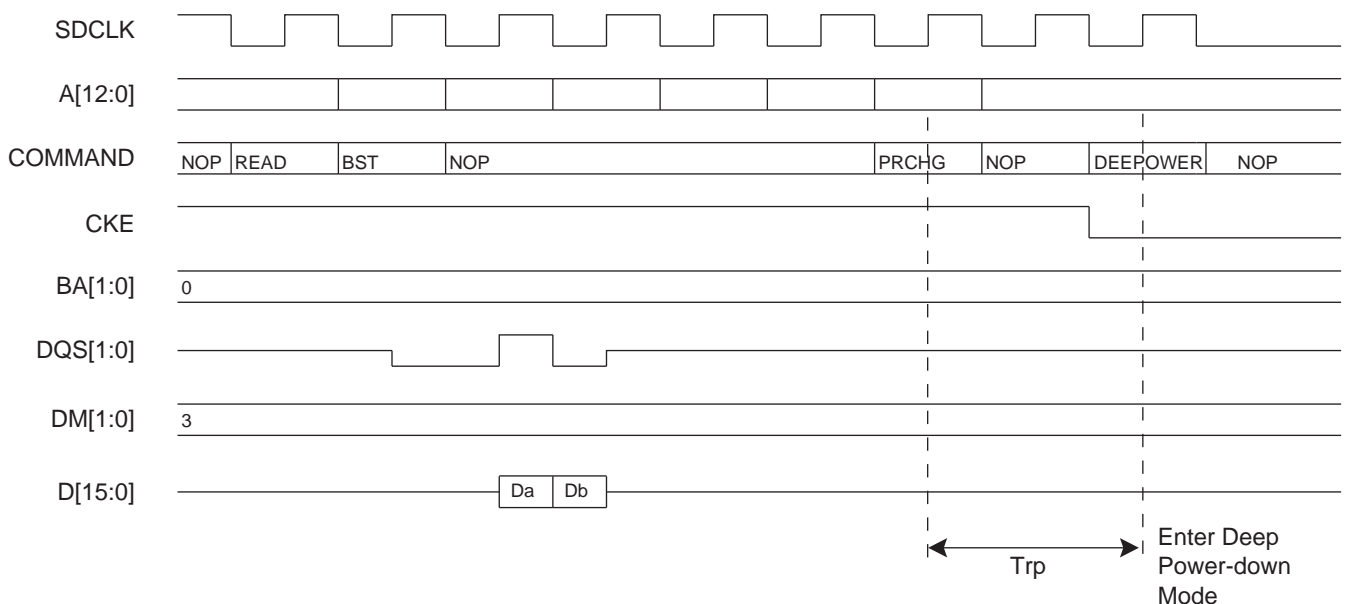 SDCLK
A[12:0]
COMMAND NOP READ BST NOP PRCHG NOP DEEPOWER NOP
CKE
BA[1:0] 0
DQS[1:0]
DM[1:0] 3
D[15:0] Da Db
Trp
Enter Deep
Power-down
Mode